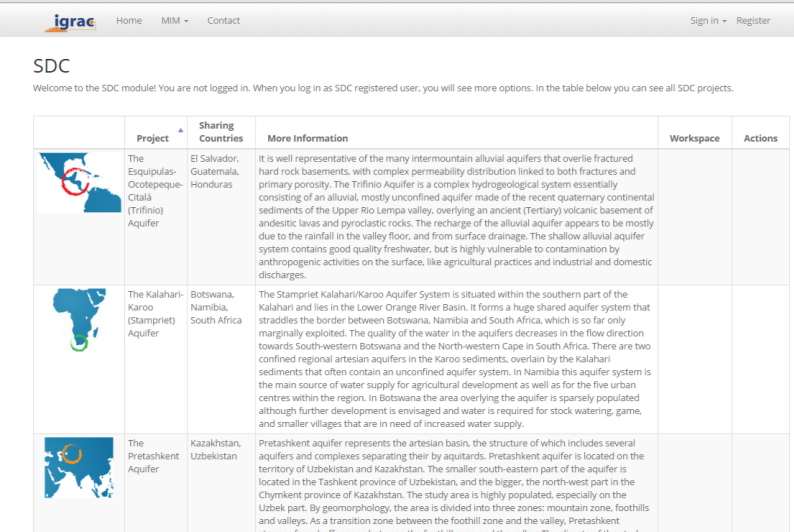 igrac Home MIM Contact Sign in Register
SDC
Welcome to the SDC module! You are not logged in. When you log in as SDC registered user, you will see more options. In the table below you can see all SDC projects.
Project Sharing Countries More Information Workspace Actions
The
Esquipulas-
Ocotepeque-
Citalá
(Trifinio)
Aquifer
El Salvador,
Guatemala,
Honduras
It is well representative of the many intermountain alluvial aquifers that overlie fractured
hard rock basements, with complex permeability distribution linked to both fractures and
primary porosity. The Trifinio Aquifer is a complex hydrogeological system essentially
consisting of an alluvial, mostly unconfined aquifer made of the recent quaternary continental
sediments of the Upper Rio Lempa valley, overlying an ancient (Tertiary) volcanic basement of
andesitic lavas and pyroclastic rocks. The recharge of the alluvial aquifer appears to be mostly
due to the rainfall in the valley floor, and from surface drainage. The shallow alluvial aquifer
system contains good quality freshwater, but is highly vulnerable to contamination by
anthropogenic activities on the surface, like agricultural practices and industrial and domestic
discharges.
The Kalahari-
Karoo
(Stampriet)
Aquifer
Botswana,
Namibia,
South Africa
The Stampriet Kalahari/Karoo Aquifer System is situated within the southern part of the
Kalahari and lies in the Lower Orange River Basin. It forms a huge shared aquifer system that
straddles the border between Botswana, Namibia and South Africa, which is so far only
marginally exploited. The quality of the water in the aquifers decreases in the flow direction
towards South-western Botswana and the North-western Cape in South Africa. There are two
confined regional artesian aquifers in the Karoo sediments, overlain by the Kalahari
sediments that often contain an unconfined aquifer system. In Namibia this aquifer system is
the main source of water supply for agricultural development as well as for the five urban
centres within the region. In Botswana the area overlying the aquifer is sparsely populated
although further development is envisaged and water is required for stock watering, game,
and smaller villages that are in need of increased water supply.
The
Pretashkent
Aquifer
Kazakhstan,
Uzbekistan
Pretashkent aquifer represents the artesian basin, the structure of which includes several
aquifers and complexes separating their by aquitards. Pretashkent aquifer is located on the
territory of Uzbekistan and Kazakhstan. The smaller south-eastern part of the aquifer is
located in the Tashkent province of Uzbekistan, and the bigger, the north-west part in the
Chymkent province of Kazakhstan. The study area is highly populated, especially on the
Uzbek part. By geomorphology, the area is divided into three zones: mountain zone, foothills
and valleys. As a transition zone between the foothill zone and the valley, Pretashkent